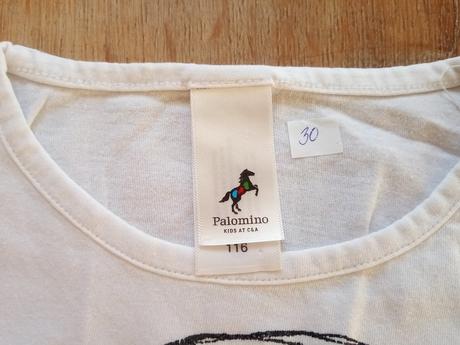 30
Palomino
KIDS AT C&A
116